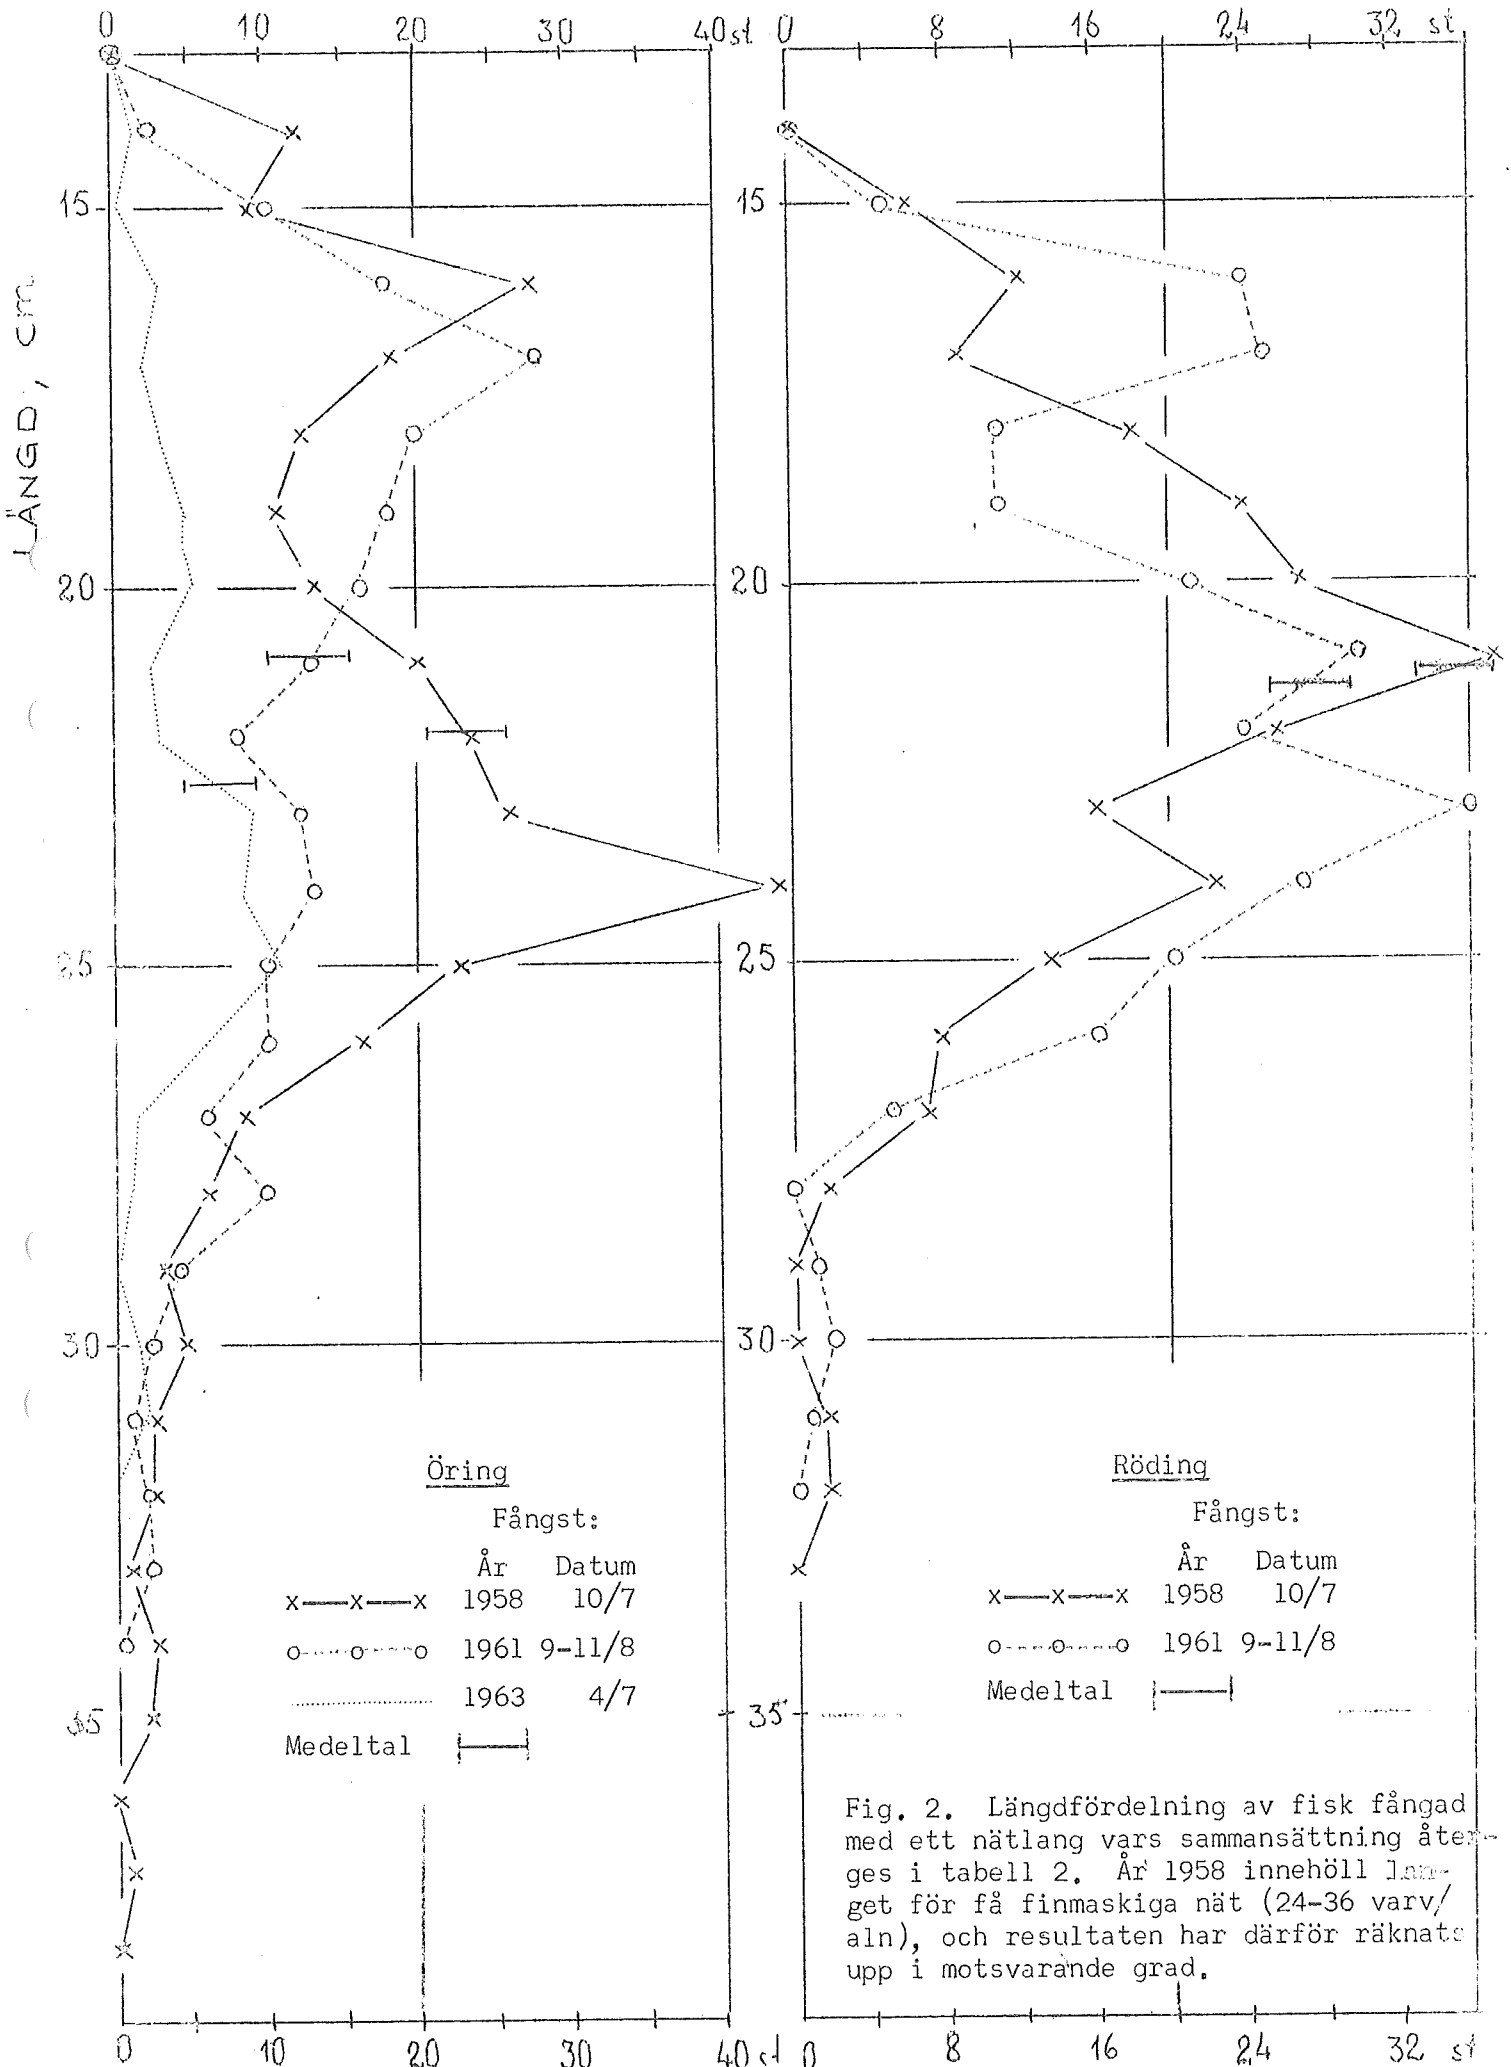 0 10 20 30 40 st 0 8 16 24 32 st
LÄNGD, cm
15 15
20 20
25 25
30 30
Öring
Fångst:
År Datum
x—x—x 1958 10/7
o----o----o 1961 9-11/8
1963 4/7
Medeltal
Röding
Fångst:
År Datum
x—x—x 1958 10/7
o----o----o 1961 9-11/8
Medeltal
35 35
Fig. 2. Längdfördelning av fisk fångad
med ett nätlang vars sammansättning åter-
ges i tabell 2. År 1958 innehöll lan-
get för få finmaskiga nät (24-36 varv/
aln), och resultaten har därför räknats
upp i motsvarande grad.
0 10 20 30 40 st 0 8 16 24 32 st